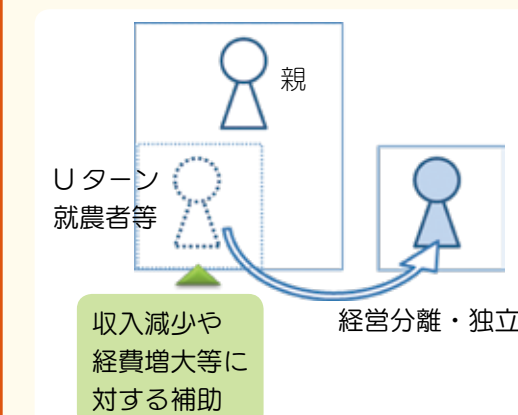 親
Uターン
就農者等
経営分離・独立
収入減少や
経費増大等に
対する補助